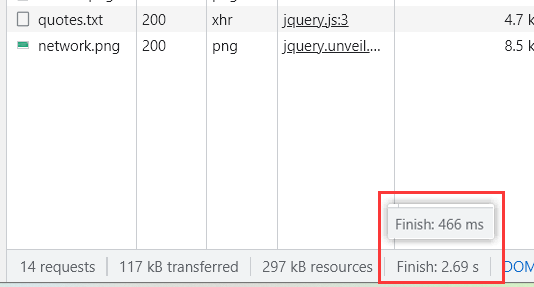 quotes.txt 200 xhr jquery.js:3 4.7 k
network.png 200 png jquery.unveil.... 8.5 k
Finish: 466 ms
14 requests 117 kB transferred 297 kB resources Finish: 2.69 s DOM